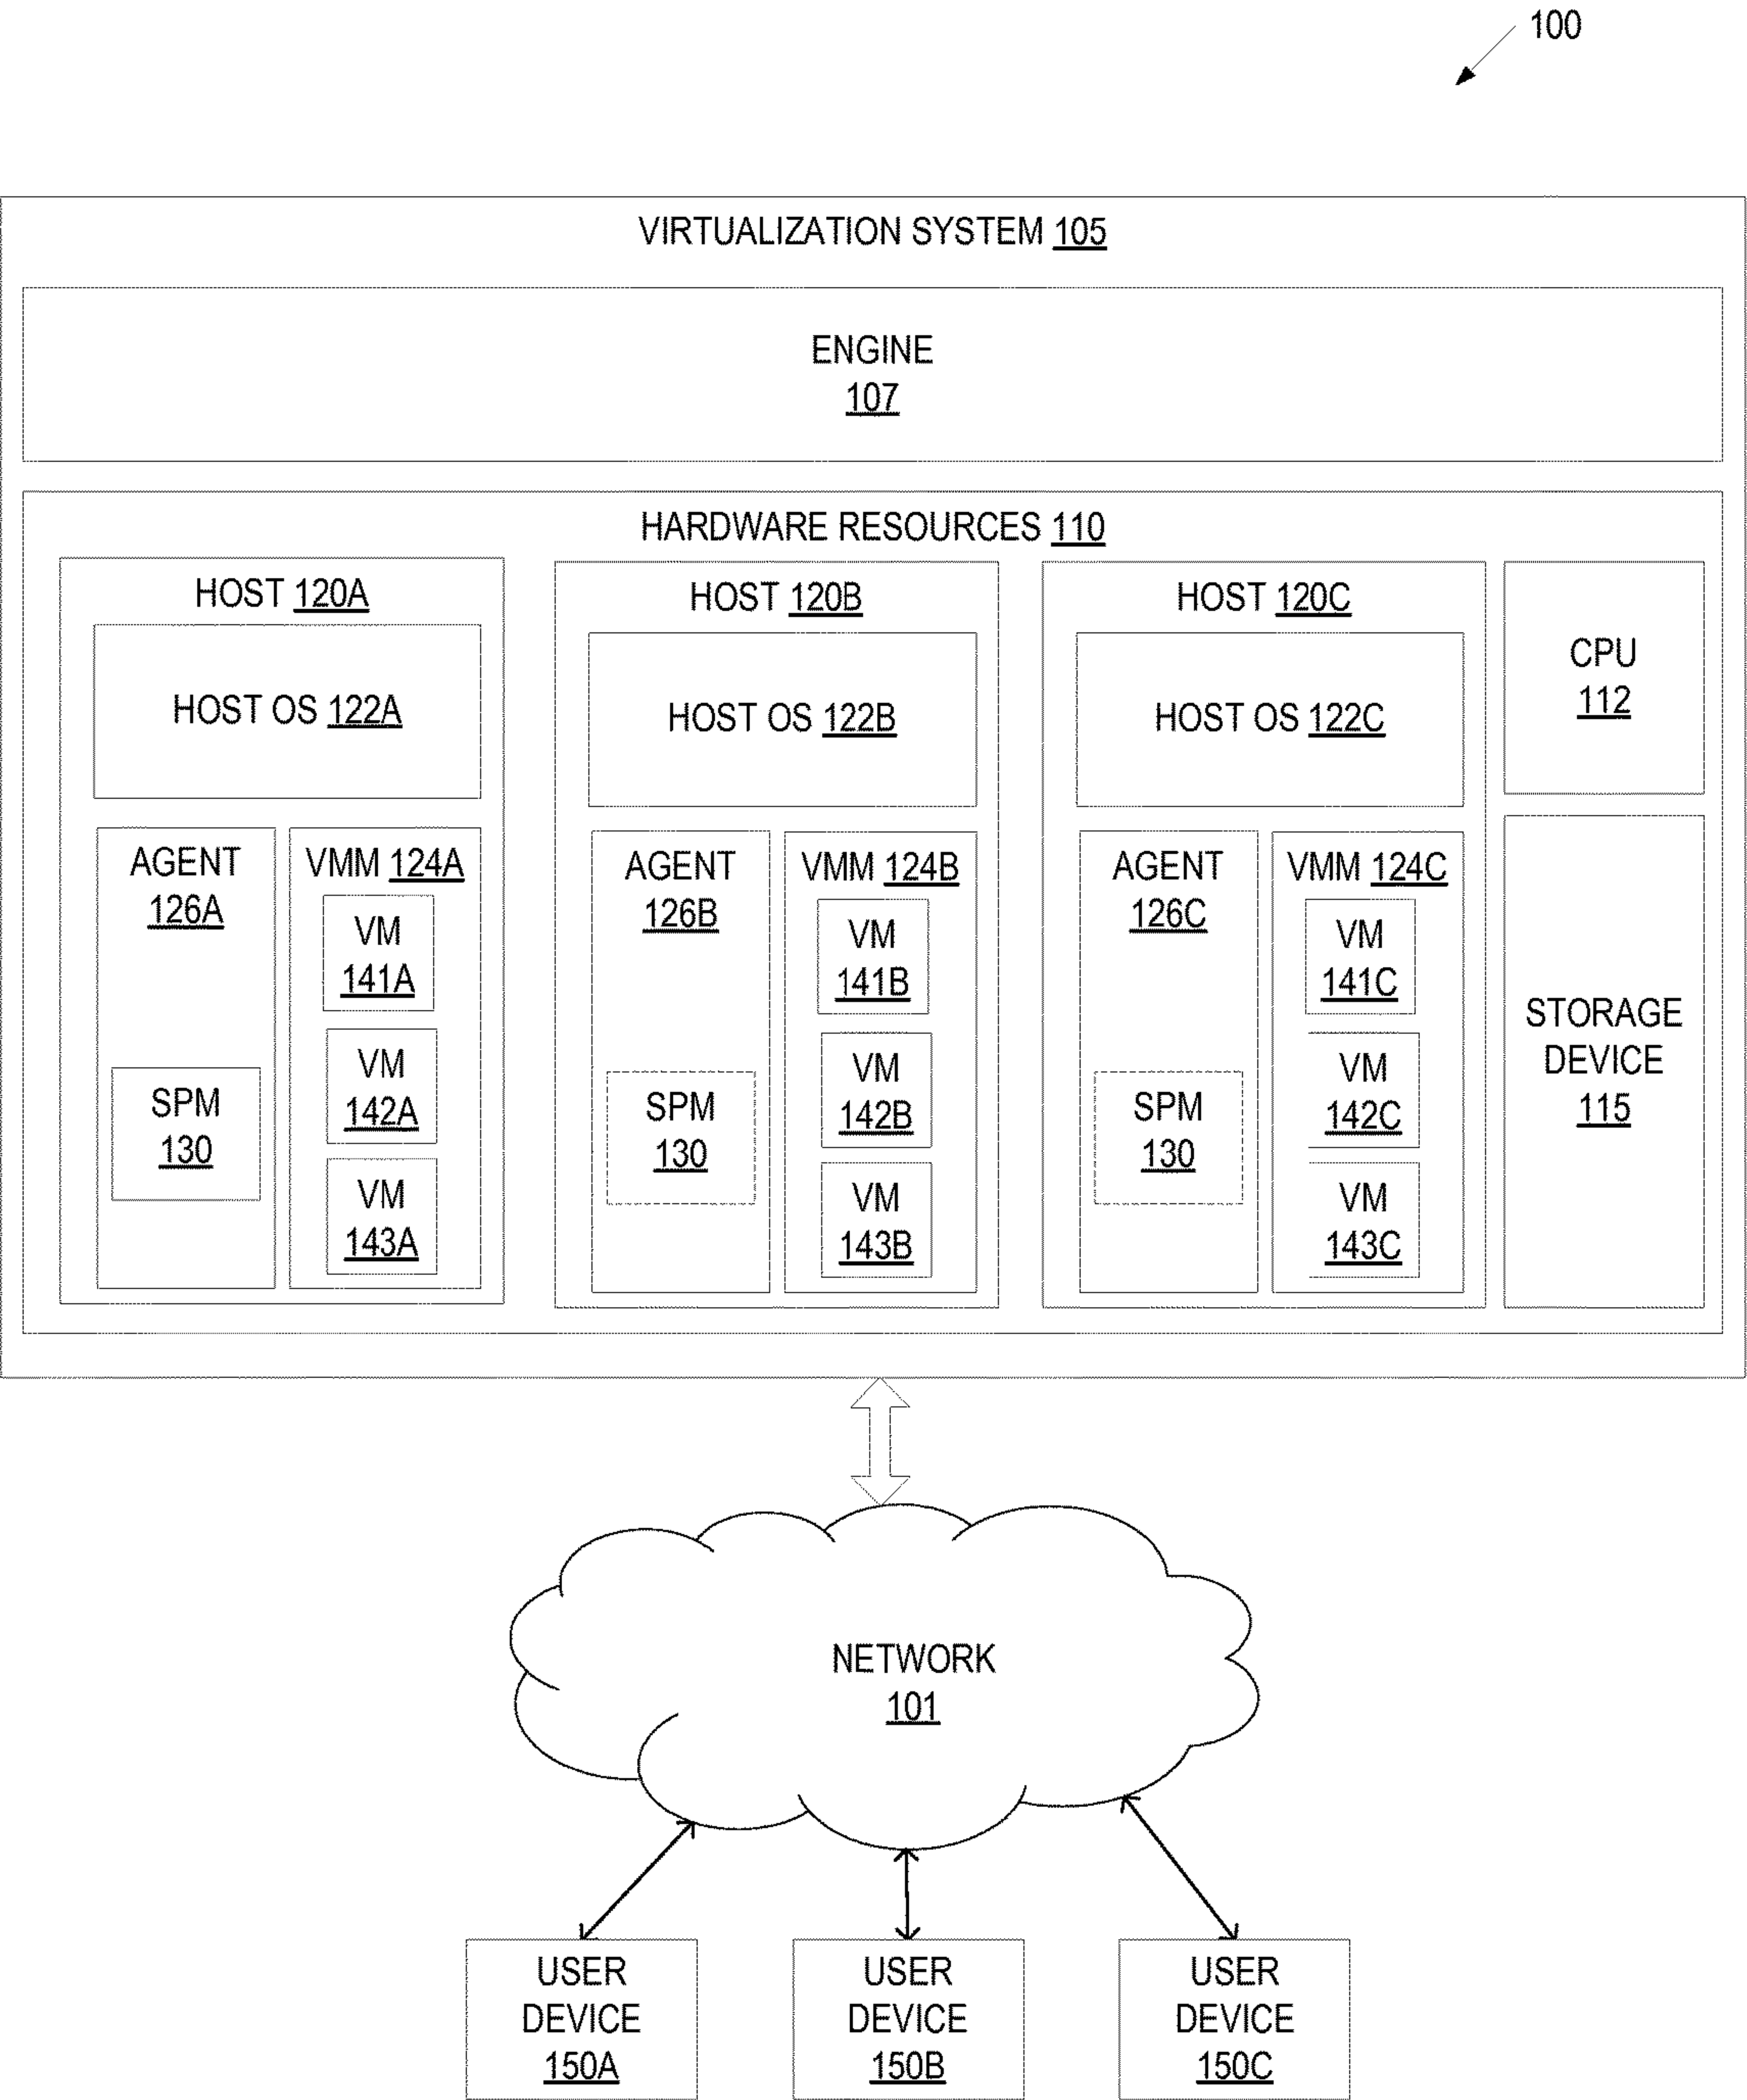 100
VIRTUALIZATION SYSTEM 105
ENGINE
107
HARDWARE RESOURCES 110
HOST 120A
HOST OS 122A
AGENT
126A
SPM
130
VMM 124A
VM
141A
VM
142A
VM
143A
HOST 120B
HOST OS 122B
AGENT
126B
SPM
130
VMM 124B
VM
141B
VM
142B
VM
143B
HOST 120C
HOST OS 122C
AGENT
126C
SPM
130
VMM 124C
VM
141C
VM
142C
VM
143C
CPU
112
STORAGE
DEVICE
115
NETWORK
101
USER
DEVICE
150A
USER
DEVICE
150B
USER
DEVICE
150C